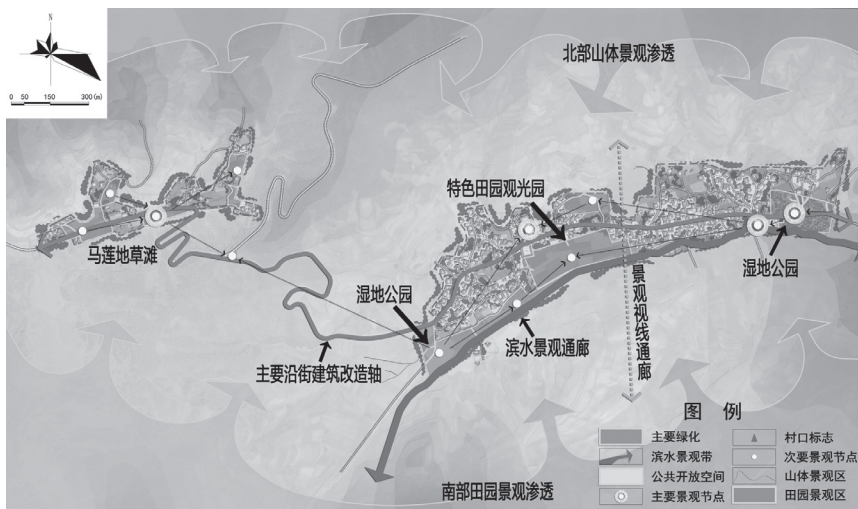 N
0 50 150 300(m)
北部山体景观渗透
特色田园观光园
马莲地草滩
湿地公园
湿地公园
景观视线通廊
滨水景观通廊
主要沿街建筑改造轴
南部田园景观渗透
图 例
主要绿化
村口标志
滨水景观带
次要景观节点
公共开放空间
山体景观区
主要景观节点
田园景观区